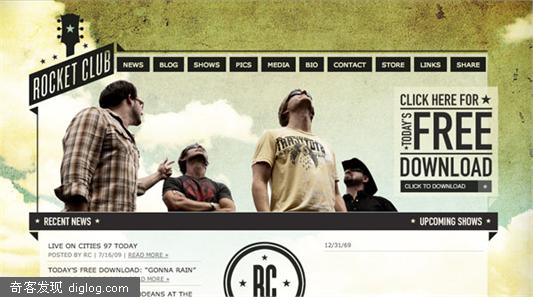 ROCKET CLUB
NEWS BLOG SHOWS PICS MEDIA BIO CONTACT STORE LINKS SHARE
CLICK HERE FOR
TODAY'S
FREE
DOWNLOAD
CLICK TO DOWNLOAD
RECENT NEWS
UPCOMING SHOWS
LIVE ON CITIES 97 TODAY
POSTED BY RC | 7/16/09 | READ MORE »
12/31/69
TODAY'S FREE DOWNLOAD: "GONNA RAIN"
READ MORE »
DEANS AT THE
RC
奇客发现 diglog.com